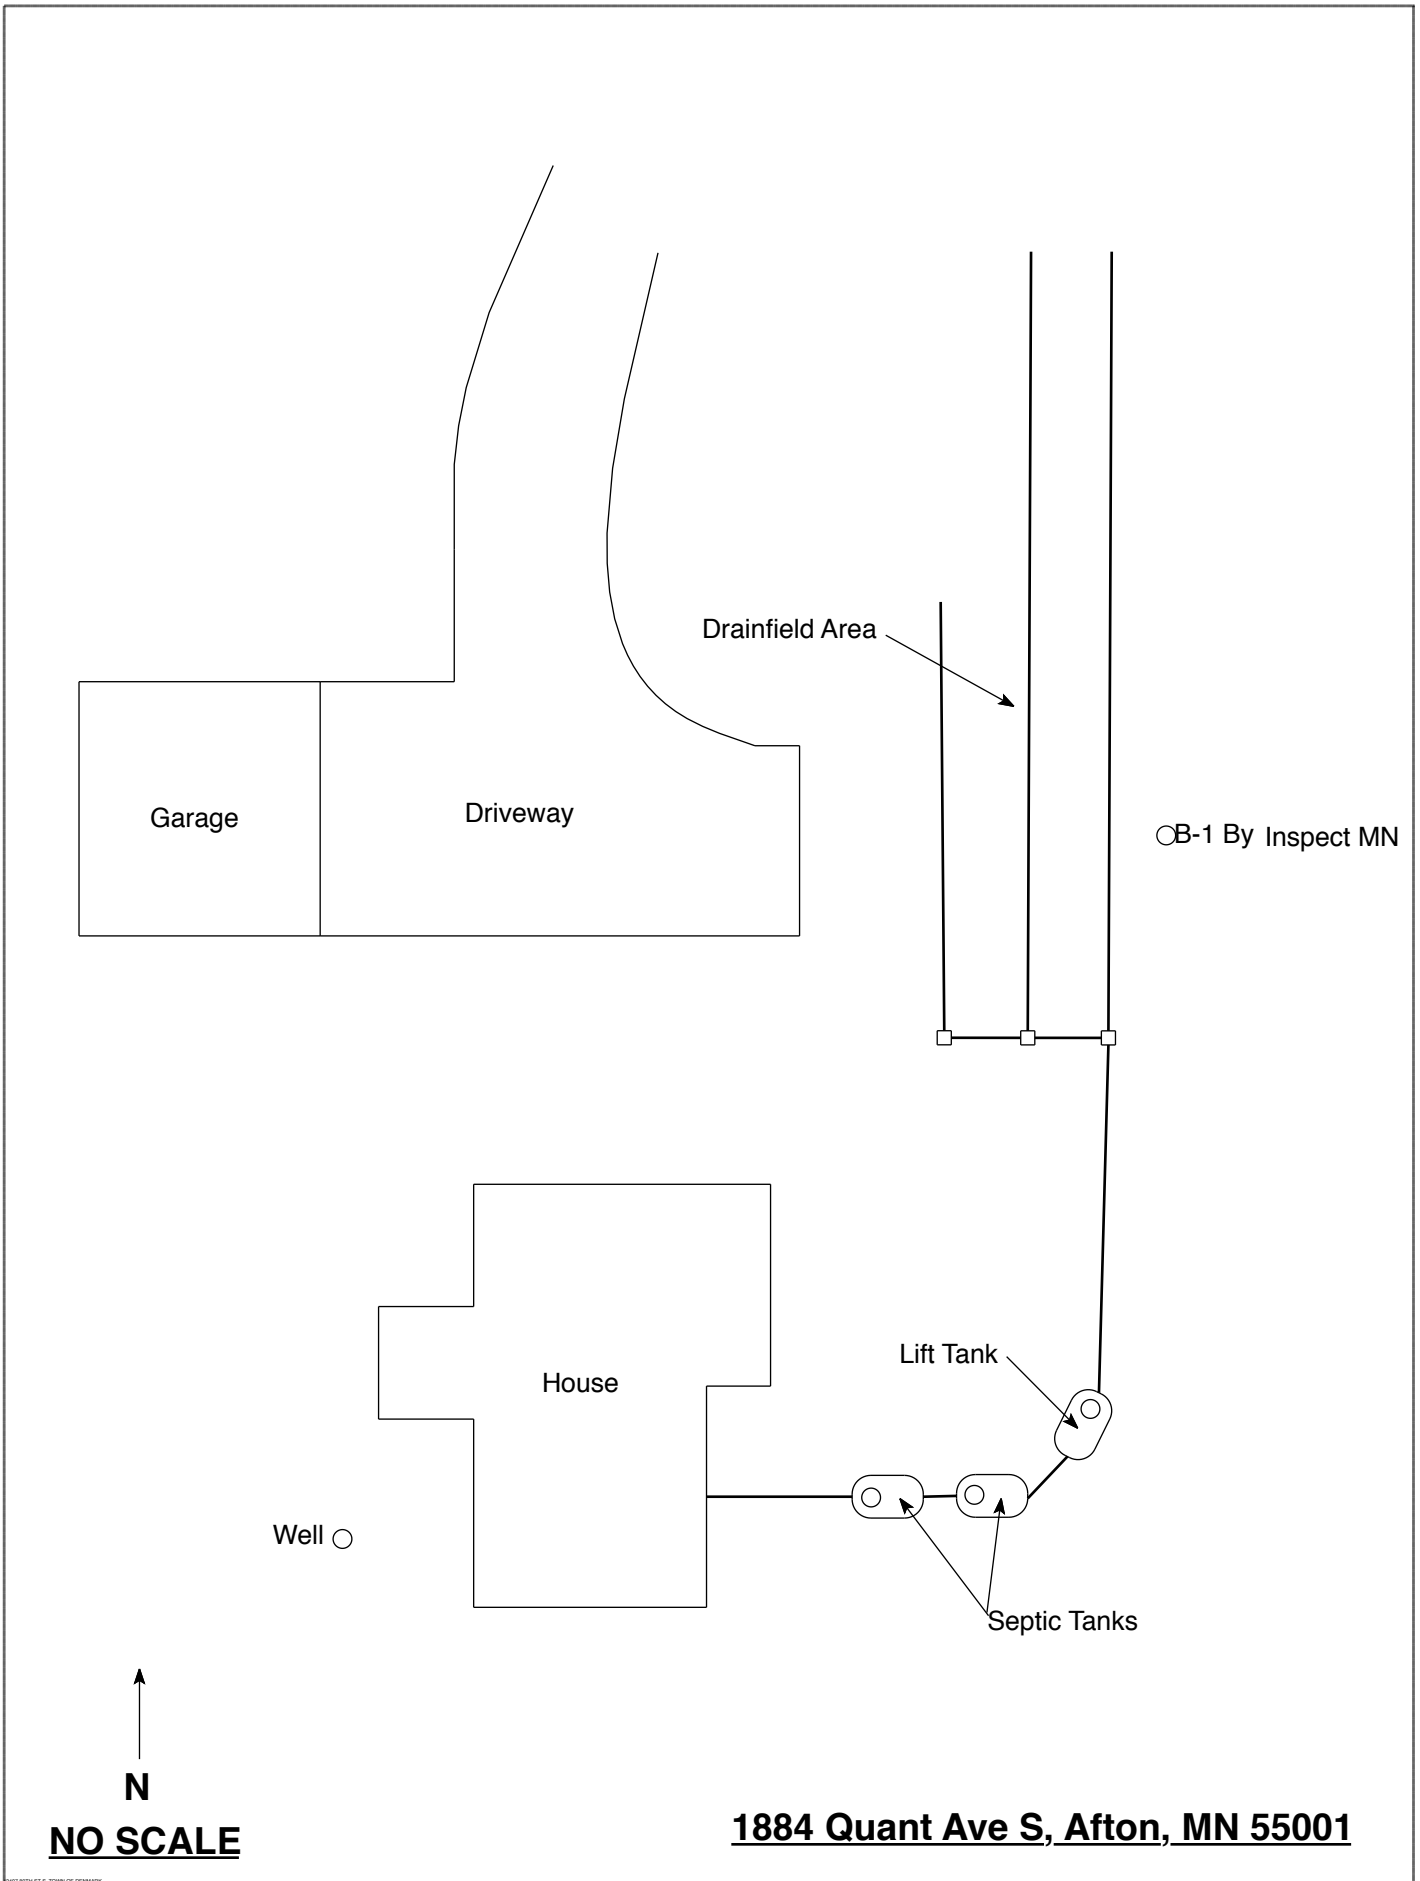 Drainfield Area
Garage
Driveway
B-1 By Inspect MN
Lift Tank
House
Well
Septic Tanks
N
NO SCALE
1884 Quant Ave S, Afton, MN 55001